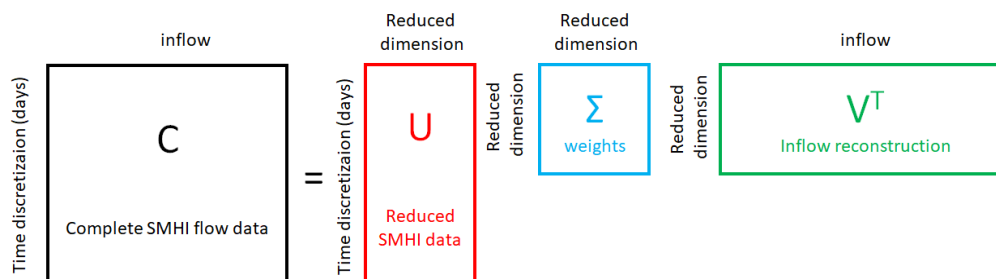 inflow
Time discretizaion (days)
C
Complete SMHI flow data
=
Reduced
dimension
Time discretizaion (days)
U
Reduced
SMHI data
Reduced
dimension
Reduced
dimension
Σ
weights
Reduced
dimension
inflow
V^T
Inflow reconstruction